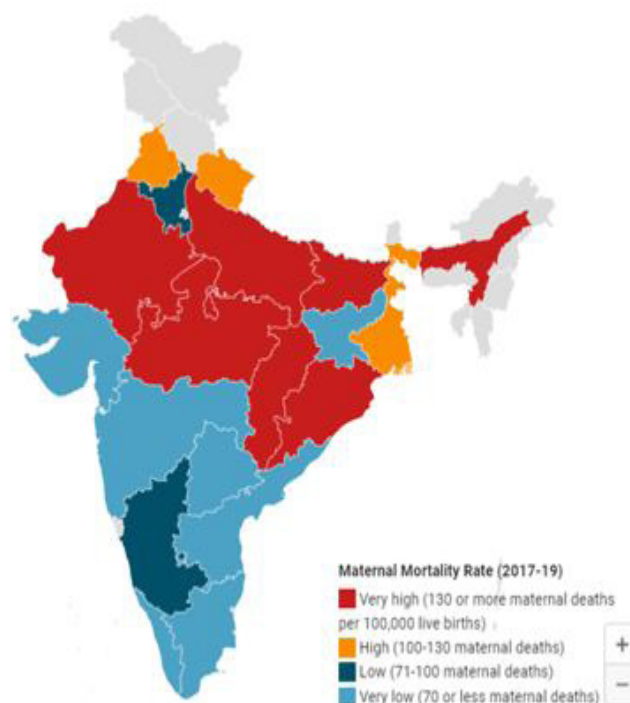 Maternal Mortality Rate (2017-19)
Very high (130 or more maternal deaths
per 100,000 live births)
High (100-130 maternal deaths)
Low (71-100 maternal deaths)
Very low (70 or less maternal deaths)
+
−